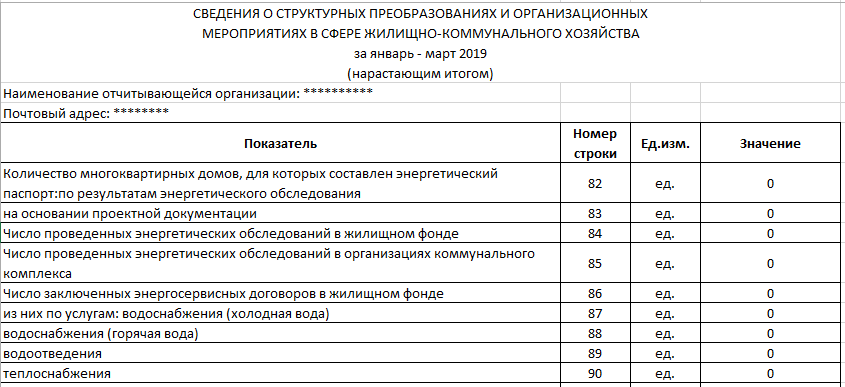 СВЕДЕНИЯ О СТРУКТУРНЫХ ПРЕОБРАЗОВАНИЯХ И ОРГАНИЗАЦИОННЫХ
МЕРОПРИЯТИЯХ В СФЕРЕ ЖИЛИЩНО-КОММУНАЛЬНОГО ХОЗЯЙСТВА
за январь - март 2019
(нарастающим итогом)
Наименование отчитывающейся организации: **********
Почтовый адрес: ********
Показатель Номер строки Ед.изм. Значение
Количество многоквартирных домов, для которых составлен энергетический
паспорт:по результатам энергетического обследования 82 ед. 0
на основании проектной документации 83 ед. 0
Число проведенных энергетических обследований в жилищном фонде 84 ед. 0
Число проведенных энергетических обследований в организациях коммунального
комплекса 85 ед. 0
Число заключенных энергосервисных договоров в жилищном фонде 86 ед. 0
из них по услугам: водоснабжения (холодная вода) 87 ед. 0
водоснабжения (горячая вода) 88 ед. 0
водоотведения 89 ед. 0
теплоснабжения 90 ед. 0